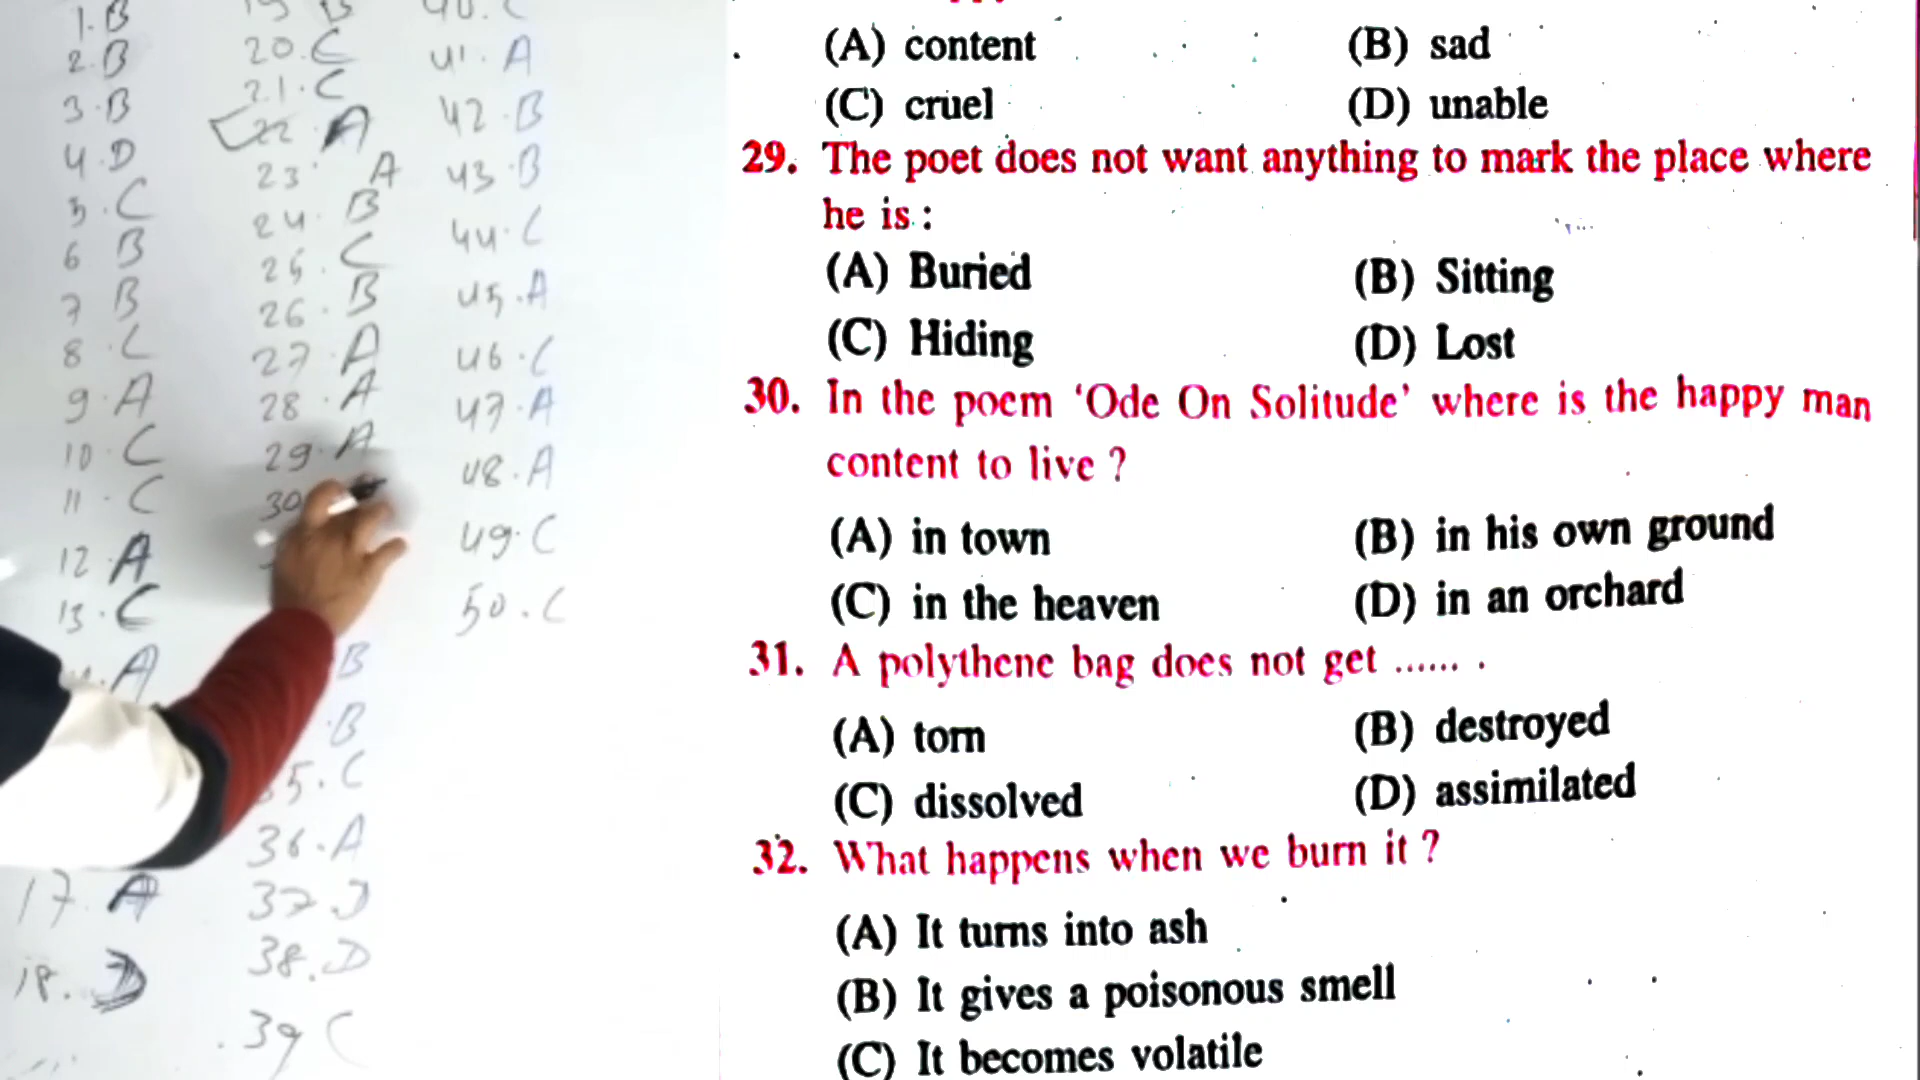 1. B
2. B
3. B
4. D
5. C
6 B
7 B
8. C
9. A
10. C
11. C
12 A
13. C
A
17. A
18. D
19 B
20. C
21. C
22. A
23. A
24. B
25. C
26. B
27. A
28. A
29. A
30
B
B
5. C
36. A
37. D
38. D
39 C
40. C
41. A
42. B
43. B
44. C
45. A
46. C
47. A
48. A
49. C
50. C
(A) content (B) sad
(C) cruel (D) unable
29. The poet does not want anything to mark the place where
he is :
(A) Buried (B) Sitting
(C) Hiding (D) Lost
30. In the poem ‘Ode On Solitude’ where is the happy man
content to live ?
(A) in town (B) in his own ground
(C) in the heaven (D) in an orchard
31. A polythene bag does not get ...... .
(A) torn (B) destroyed
(C) dissolved (D) assimilated
32. What happens when we burn it ?
(A) It turns into ash
(B) It gives a poisonous smell
(C) It becomes volatile